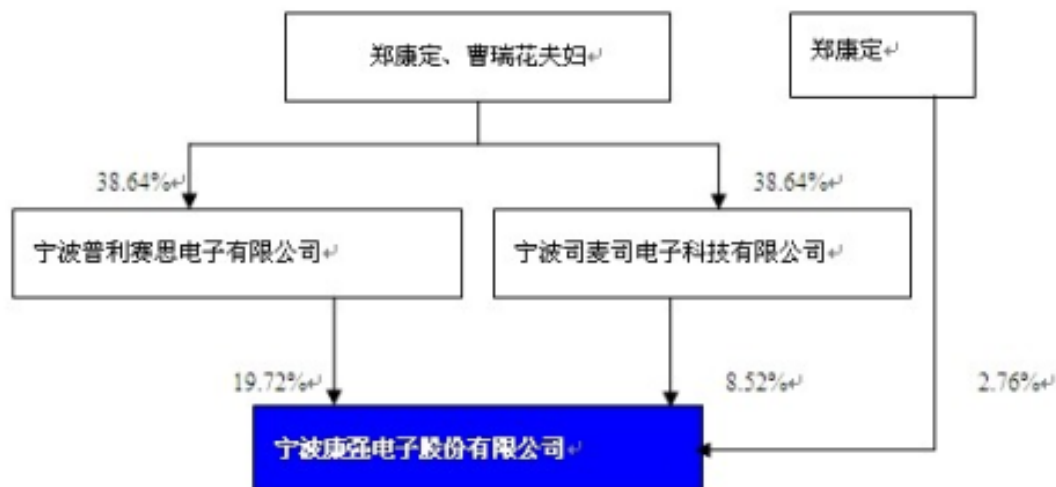 郑康定、曹瑞花夫妇
郑康定
38.64%
38.64%
宁波普利赛思电子有限公司
宁波司麦司电子科技有限公司
19.72%
8.52%
2.76%
宁波康强电子股份有限公司